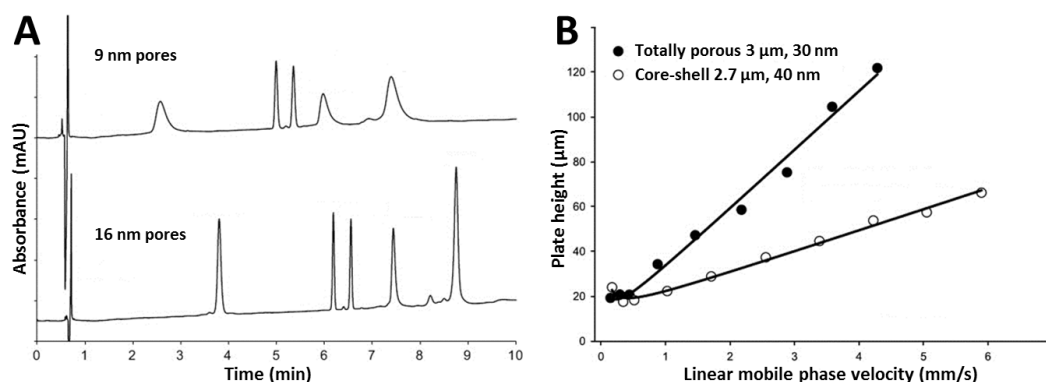 A
9 nm pores
16 nm pores
Absorbance (mAU)
0 1 2 3 4 5 6 7 8 9 10
Time (min)
B
Totally porous 3 µm, 30 nm
Core-shell 2.7 µm, 40 nm
Plate height (µm)
120
100
80
60
40
20
0
0 1 2 3 4 5 6
Linear mobile phase velocity (mm/s)